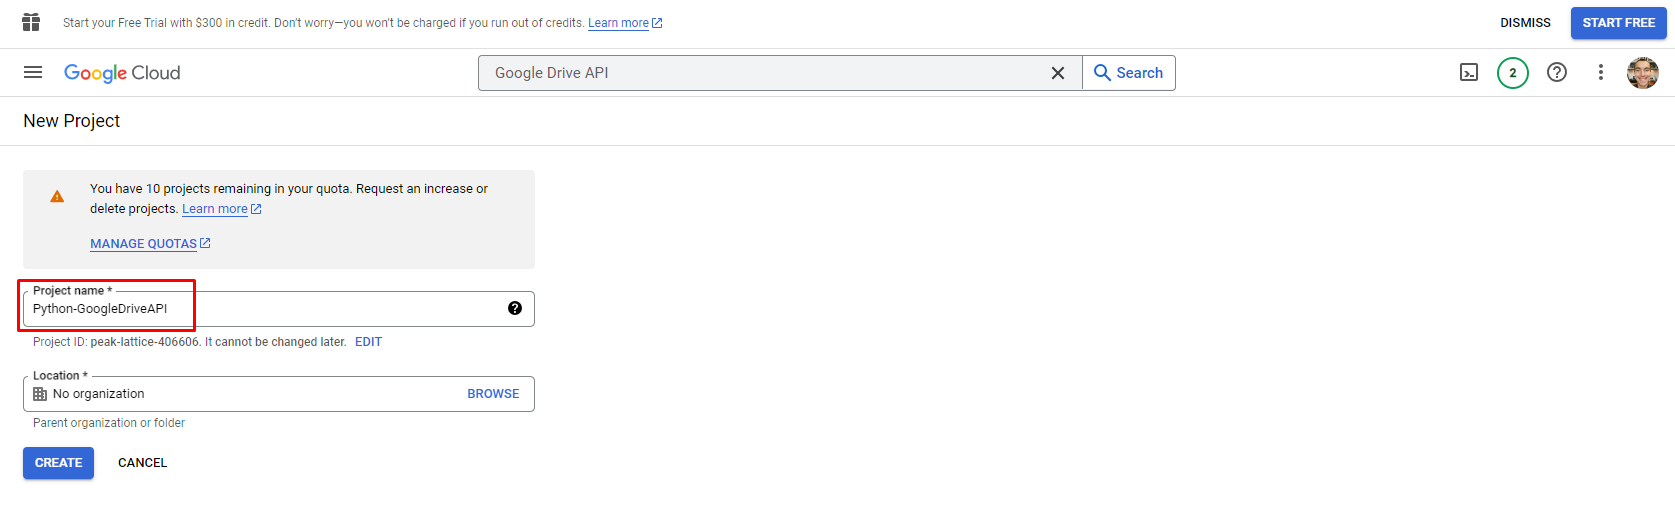 Start your Free Trial with $300 in credit. Don't worry—you won't be charged if you run out of credits. Learn more
DISMISS
START FREE
Google Cloud
Google Drive API
Search
2
New Project
You have 10 projects remaining in your quota. Request an increase or
delete projects. Learn more
MANAGE QUOTAS
Project name *
Python-GoogleDriveAPI
Project ID: peak-lattice-406606. It cannot be changed later. EDIT
Location *
No organization
BROWSE
Parent organization or folder
CREATE
CANCEL